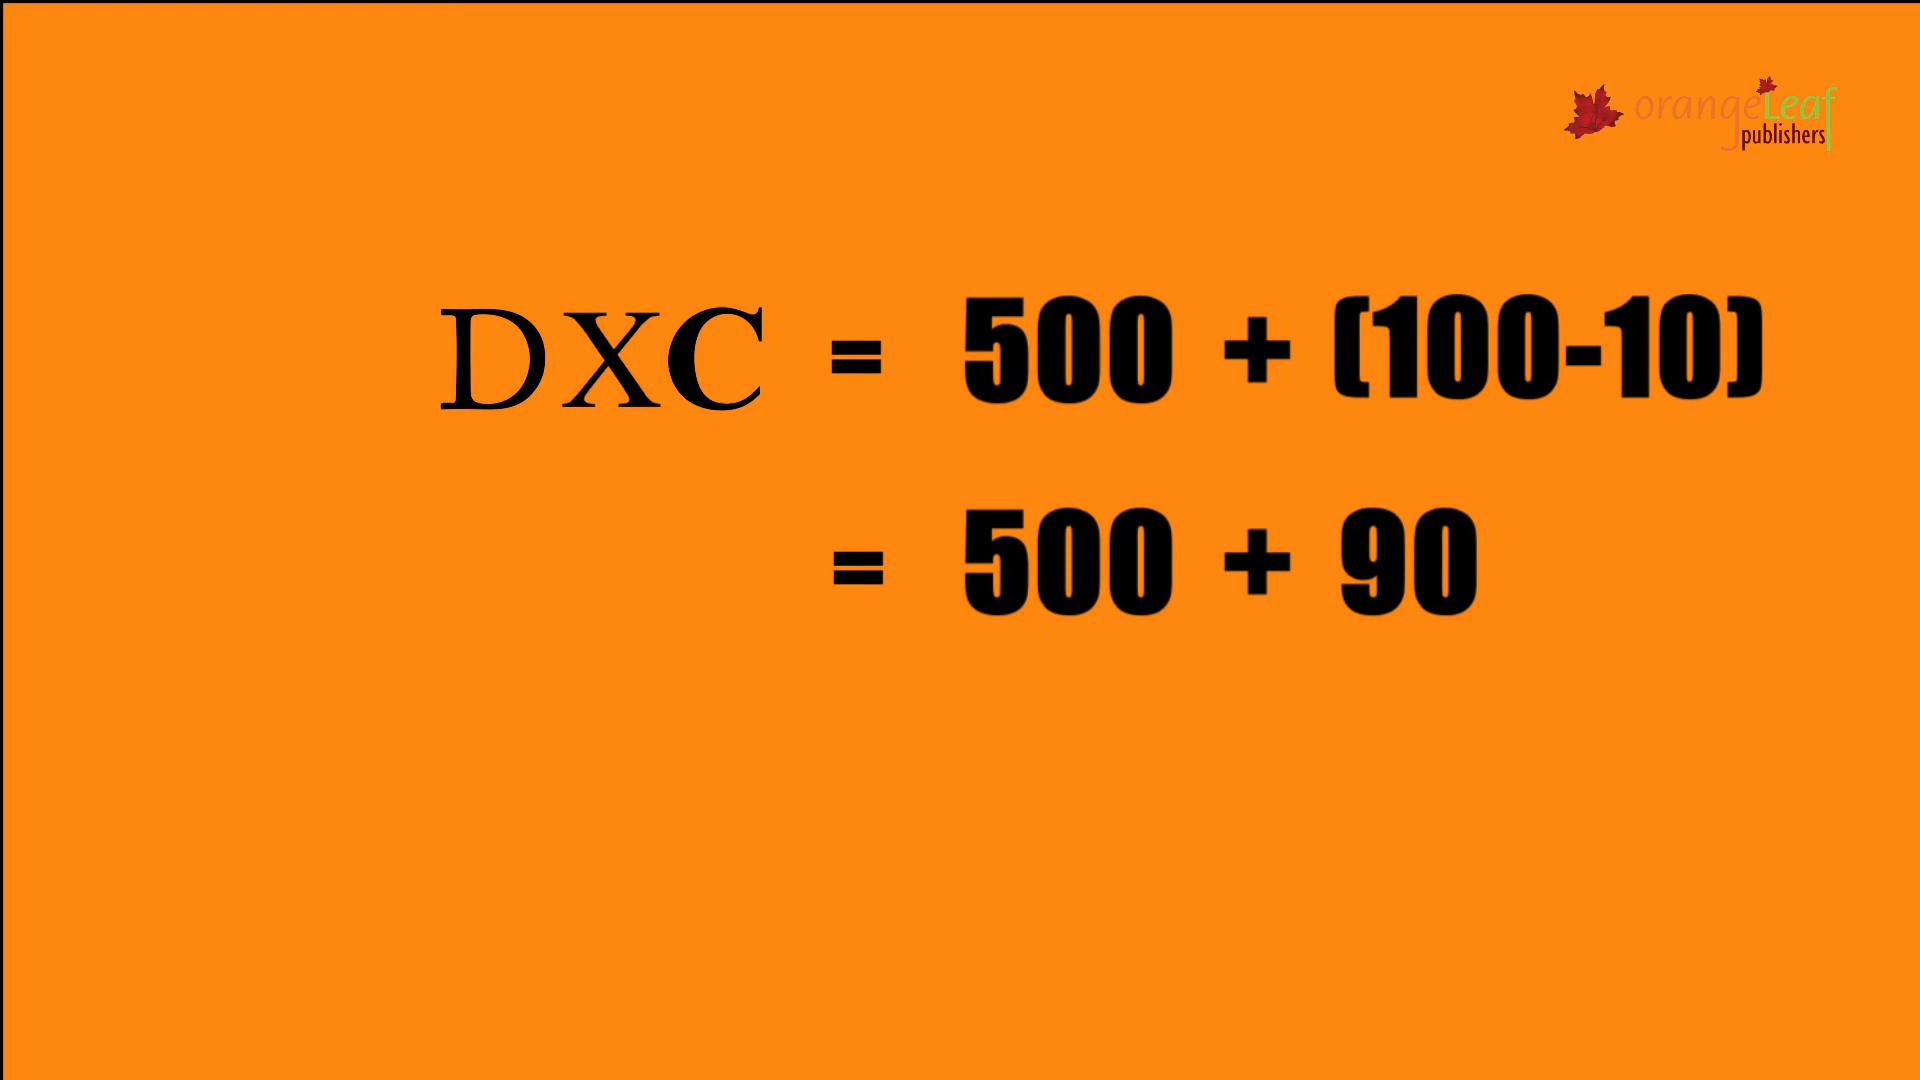 orangeLeaf
publishers
DXC = 500 + (100-10)
= 500 + 90